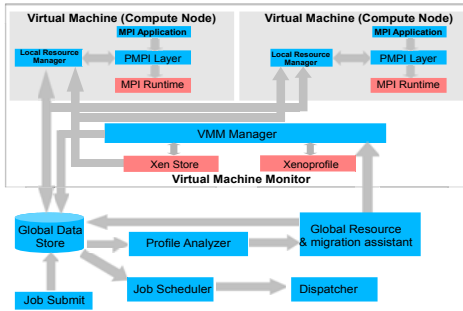 Virtual Machine (Compute Node)
MPI Application
Local Resource
Manager
PMPI Layer
MPI Runtime
Virtual Machine (Compute Node)
MPI Application
Local Resource
Manager
PMPI Layer
MPI Runtime
VMM Manager
Xen Store
Xenoprofile
Virtual Machine Monitor
Global Data
Store
Profile Analyzer
Global Resource
& migration assistant
Job Scheduler
Dispatcher
Job Submit